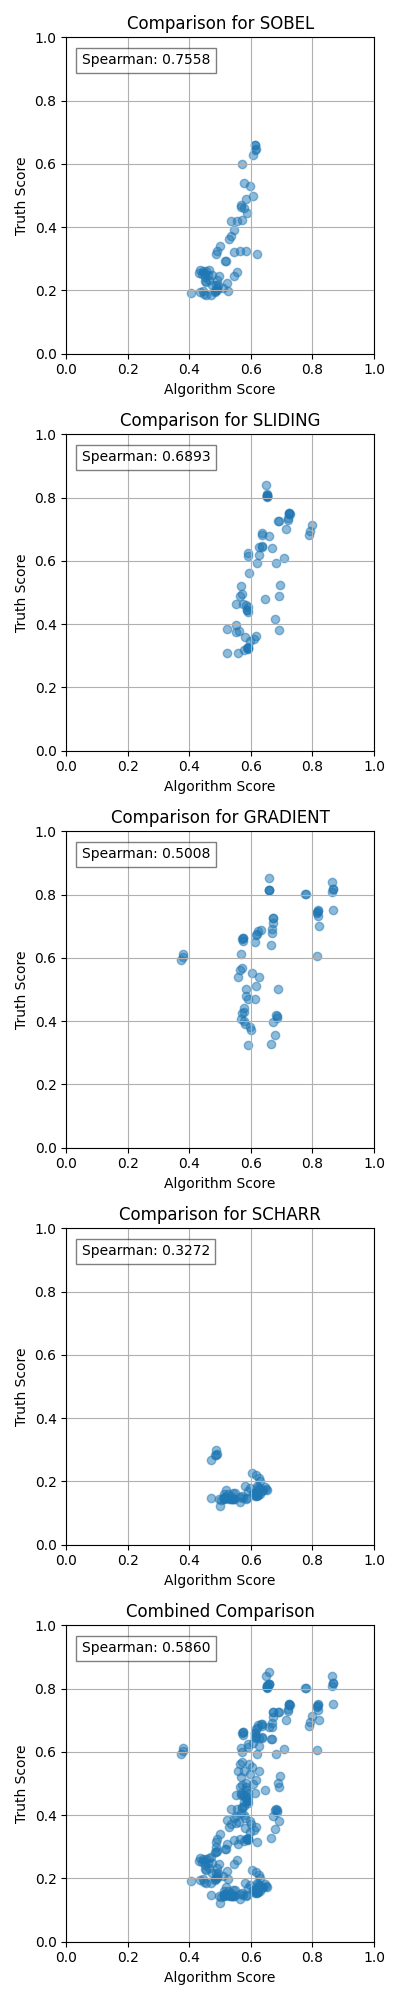 Comparison for SOBEL
Spearman: 0.7558
1.0
0.8
0.6
0.4
0.2
0.0
Truth Score
0.0 0.2 0.4 0.6 0.8 1.0
Algorithm Score
Comparison for SLIDING
Spearman: 0.6893
1.0
0.8
0.6
0.4
0.2
0.0
Truth Score
0.0 0.2 0.4 0.6 0.8 1.0
Algorithm Score
Comparison for GRADIENT
Spearman: 0.5008
1.0
0.8
0.6
0.4
0.2
0.0
Truth Score
0.0 0.2 0.4 0.6 0.8 1.0
Algorithm Score
Comparison for SCHARR
Spearman: 0.3272
1.0
0.8
0.6
0.4
0.2
0.0
Truth Score
0.0 0.2 0.4 0.6 0.8 1.0
Algorithm Score
Combined Comparison
Spearman: 0.5860
1.0
0.8
0.6
0.4
0.2
0.0
Truth Score
0.0 0.2 0.4 0.6 0.8 1.0
Algorithm Score